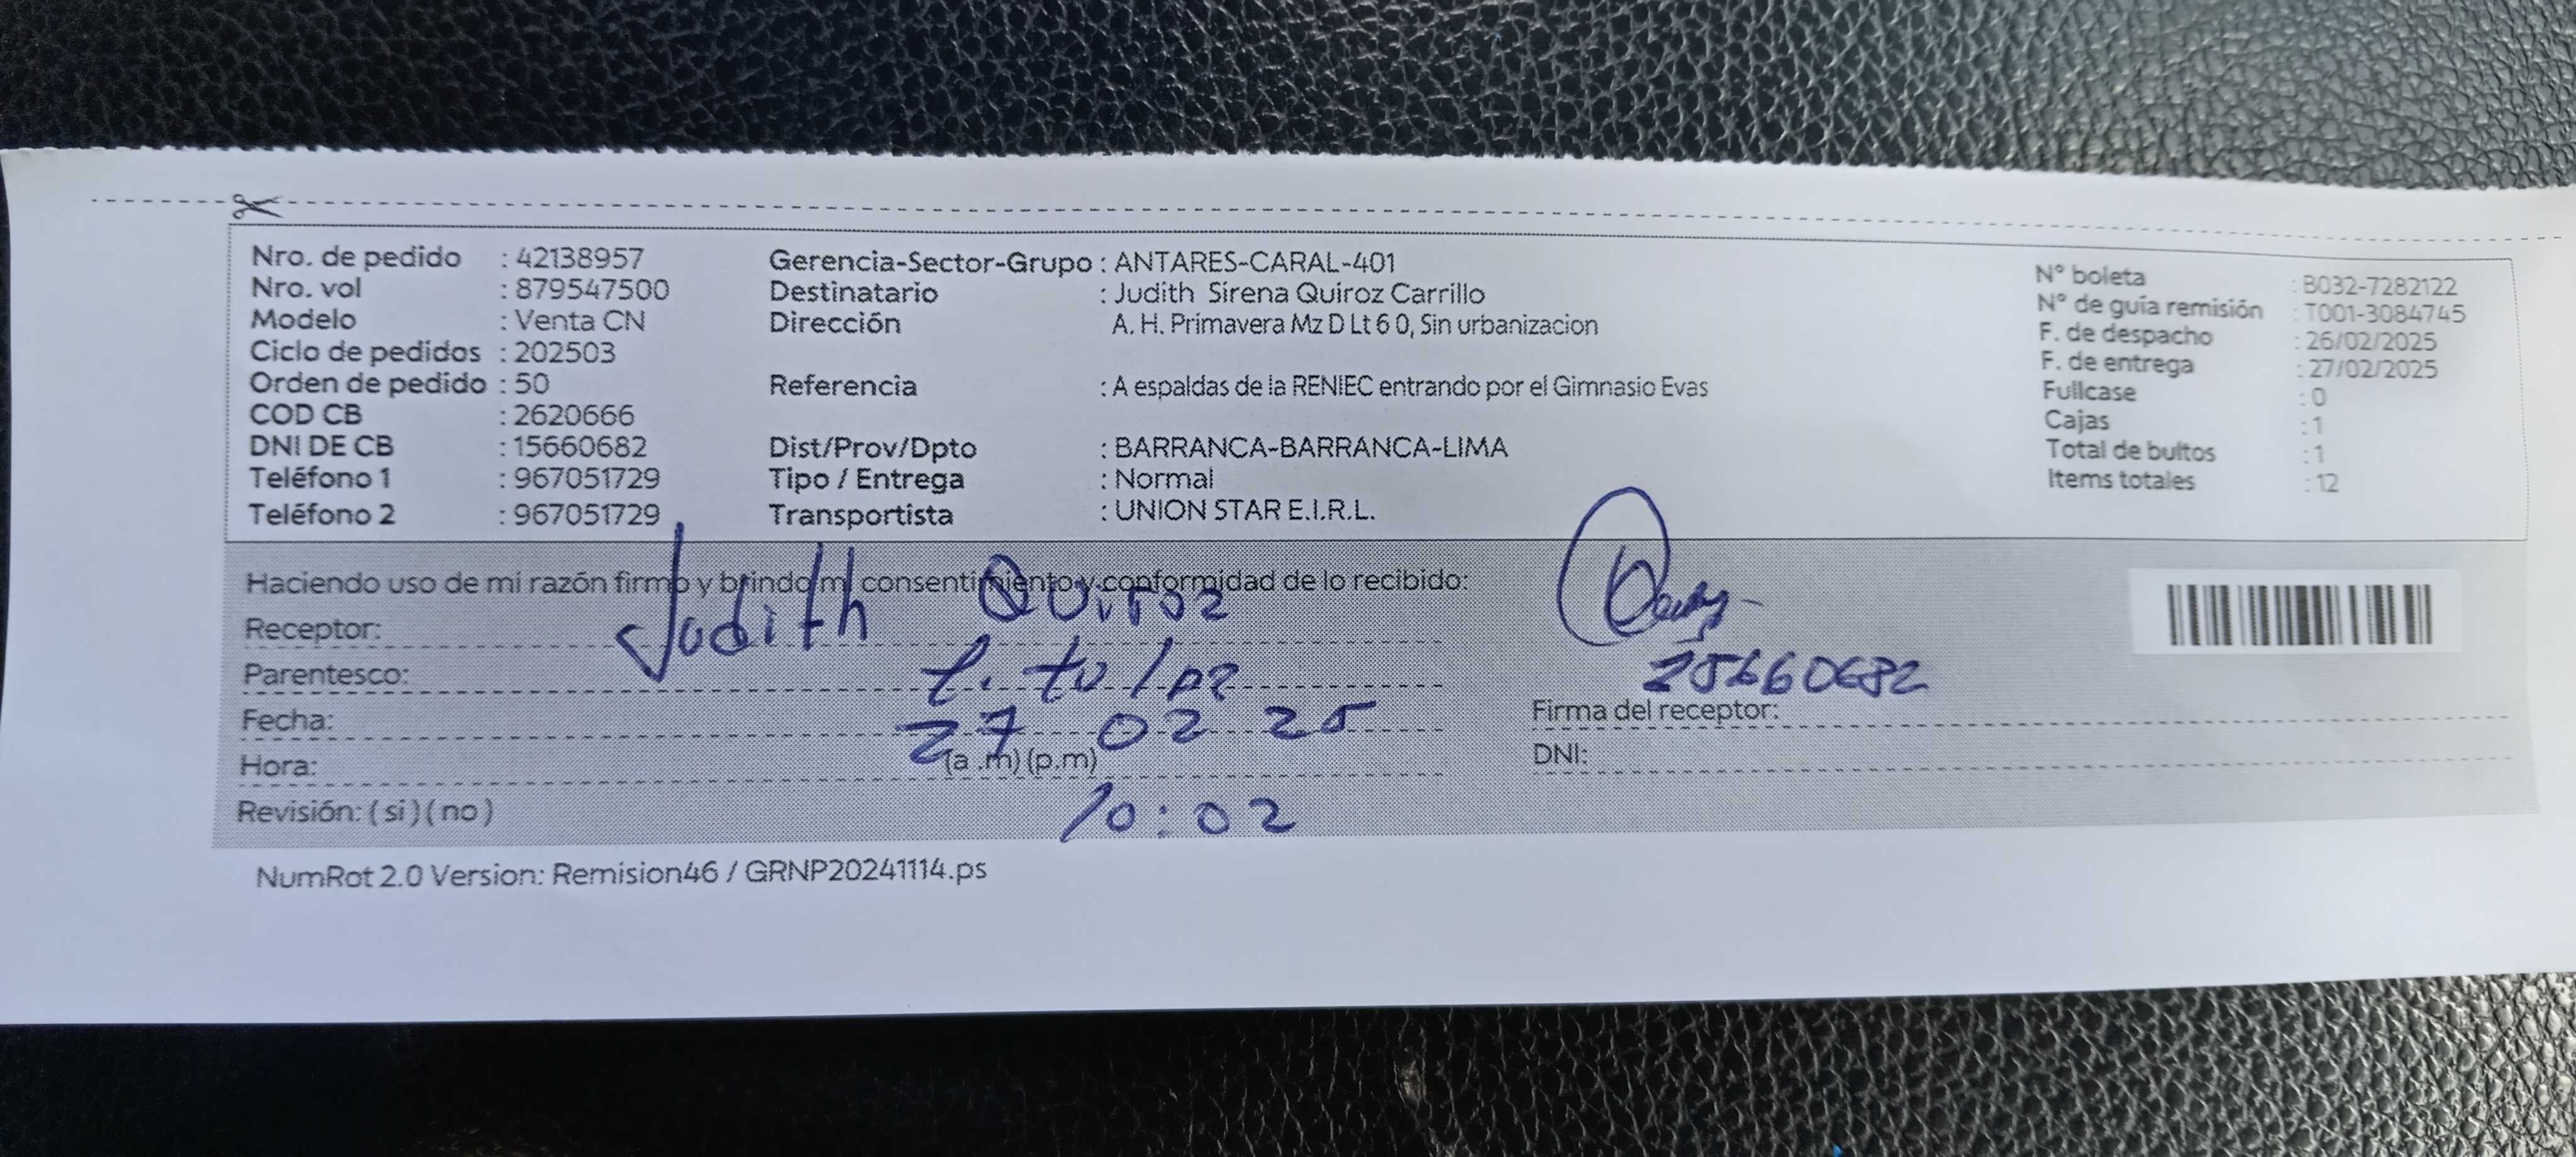 Nro. de pedido : 42138957
Nro. vol : 879547500
Modelo : Venta CN
Ciclo de pedidos : 202503
Orden de pedido : 50
COD CB : 2620666
DNI DE CB : 15660682
Teléfono 1 : 967051729
Teléfono 2 : 967051729
Gerencia-Sector-Grupo : ANTARES-CARAL-401
Destinatario : Judith Sirena Quiroz Carrillo
Dirección A. H. Primavera Mz D Lt 6 0, Sin urbanizacion
Referencia : A espaldas de la RENIEC entrando por el Gimnasio Evas
Dist/Prov/Dpto : BARRANCA-BARRANCA-LIMA
Tipo / Entrega : Normal
Transportista : UNION STAR E.I.R.L.
N° boleta : B032-7282122
N° de guía remisión : T001-3084745
F. de despacho : 26/02/2025
F. de entrega : 27/02/2025
Fullcase : 0
Cajas : 1
Total de bultos : 1
Items totales : 12
Haciendo uso de mi razón firmo y brindo mi consentimiento y conformidad de lo recibido:
Receptor: Judith Quiroz
Parentesco: titular
Fecha: 27 02 25
Hora: (a.m) (p.m)
Revisión: ( si ) ( no ) 10:02
15660682
Firma del receptor:
DNI:
NumRot 2.0 Version: Remision46 / GRNP20241114.ps